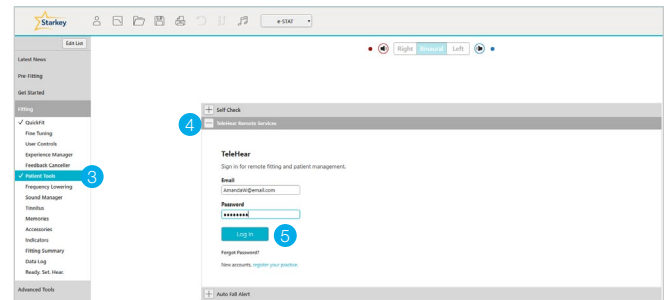 Starkey
e-STAT
Edit List
Right Binaural Left
Latest News
Pre-Fitting
Get Started
Fitting
QuickFit
Fine Tuning
User Controls
Experience Manager
Feedback Canceller
Patient Tools
3
Frequency Lowering
Sound Manager
Tinnitus
Memories
Accessories
Indicators
Fitting Summary
Data Log
Ready. Set. Hear.
Advanced Tools
Self Check
4
TeleHear Remote Services
TeleHear
Sign in for remote fitting and patient management.
Email
AmandaW@email.com
Password
••••••••
Log in
5
Forgot Password?
New accounts, register your practice.
Auto Fall Alert